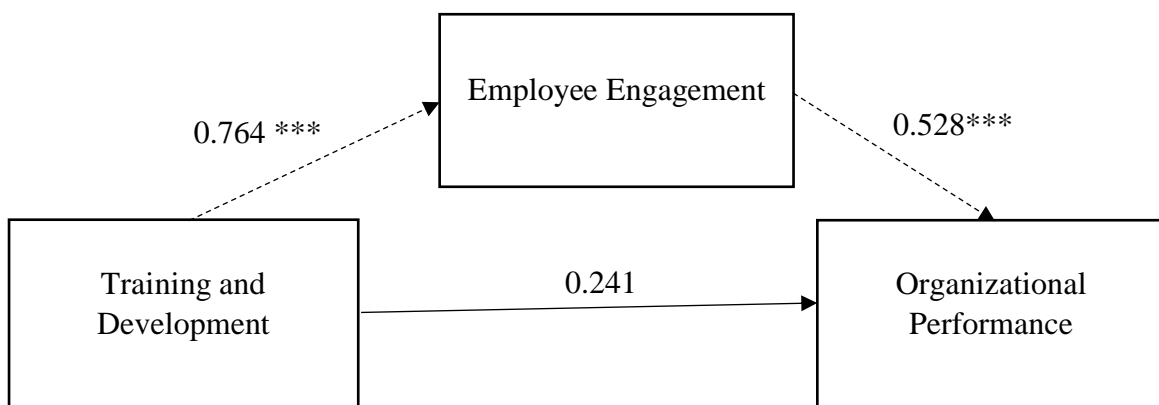 Employee Engagement
0.764 ***
0.528***
Training and
Development
0.241
Organizational
Performance